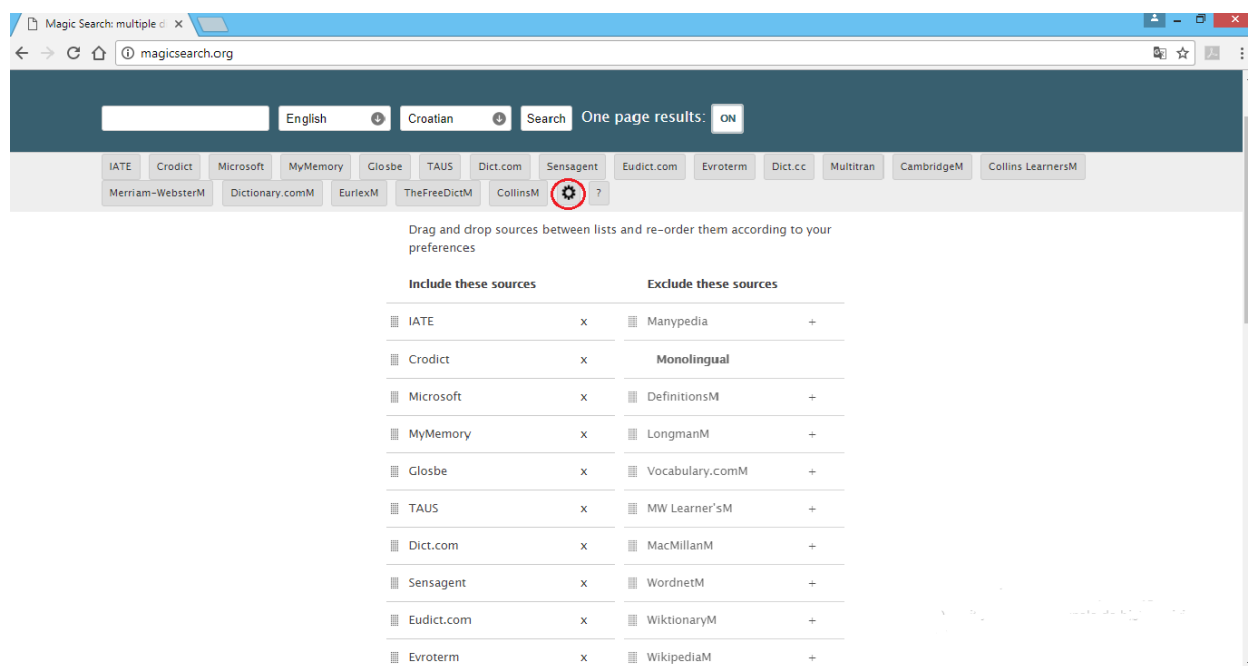 Magic Search: multiple d
magicsearch.org
English Croatian Search One page results: ON
IATE Crodict Microsoft MyMemory Glosbe TAUS Dict.com Sensagent Eudict.com Evroterm Dict.cc Multitran CambridgeM Collins LearnersM
Merriam-WebsterM Dictionary.comM EurlexM TheFreeDictM CollinsM ?
Drag and drop sources between lists and re-order them according to your
preferences
Include these sources Exclude these sources
IATE x Manypedia +
Crodict x Monolingual
Microsoft x DefinitionsM +
MyMemory x LongmanM +
Glosbe x Vocabulary.comM +
TAUS x MW Learner'sM +
Dict.com x MacMillanM +
Sensagent x WordnetM +
Eudict.com x WiktionaryM +
Evroterm x WikipediaM +